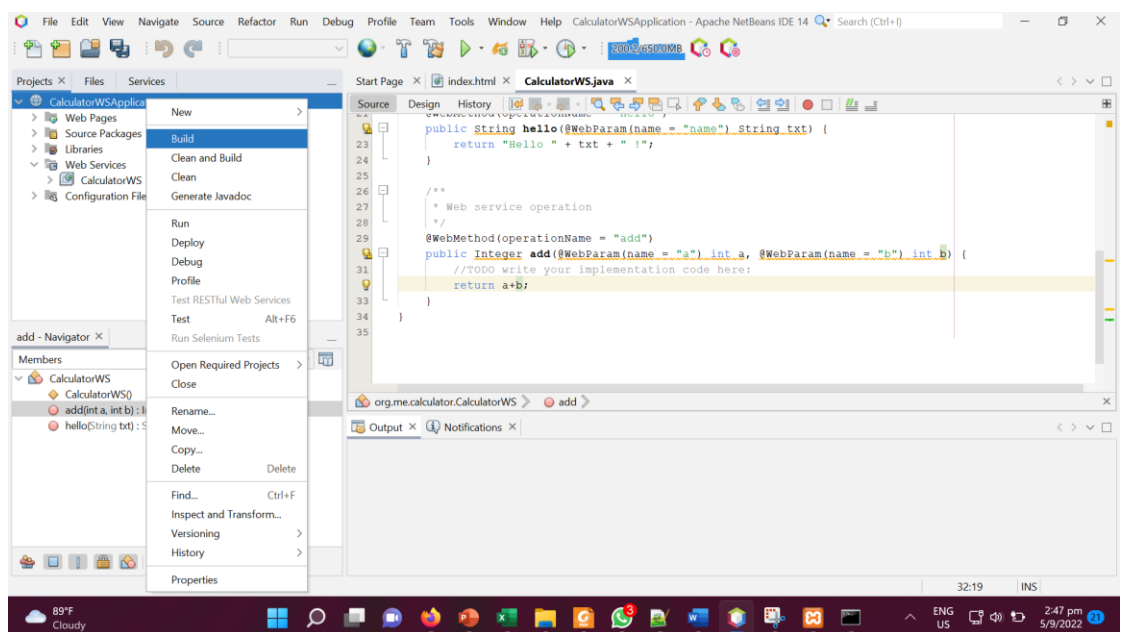 File Edit View Navigate Source Refactor Run Debug Profile Team Tools Window Help CalculatorWSApplication - Apache NetBeans IDE 14 Search (Ctrl+I)
200.2/650.0MB
Projects Files Services
CalculatorWSApplica
Web Pages
Source Packages
Libraries
Web Services
CalculatorWS
Configuration File
New
Build
Clean and Build
Clean
Generate Javadoc
Run
Deploy
Debug
Profile
Test RESTful Web Services
Test Alt+F6
Run Selenium Tests
Open Required Projects
Close
Rename...
Move...
Copy...
Delete Delete
Find... Ctrl+F
Inspect and Transform...
Versioning
History
Properties
Start Page index.html CalculatorWS.java
Source Design History
public String hello(@WebParam(name = "name") String txt) {
23 return "Hello " + txt + " !";
24 }
25
26 /**
27 * Web service operation
28 */
29 @WebMethod(operationName = "add")
public Integer add(@WebParam(name = "a") int a, @WebParam(name = "b") int b) {
31 //TODO write your implementation code here:
return a+b;
33 }
34 }
35
org.me.calculator.CalculatorWS add
add - Navigator
Members
CalculatorWS
CalculatorWS()
add(int a, int b) : I
hello(String txt) : S
Output Notifications
32:19 INS
89°F
Cloudy
3
ENG
US
2:47 pm
5/9/2022
21